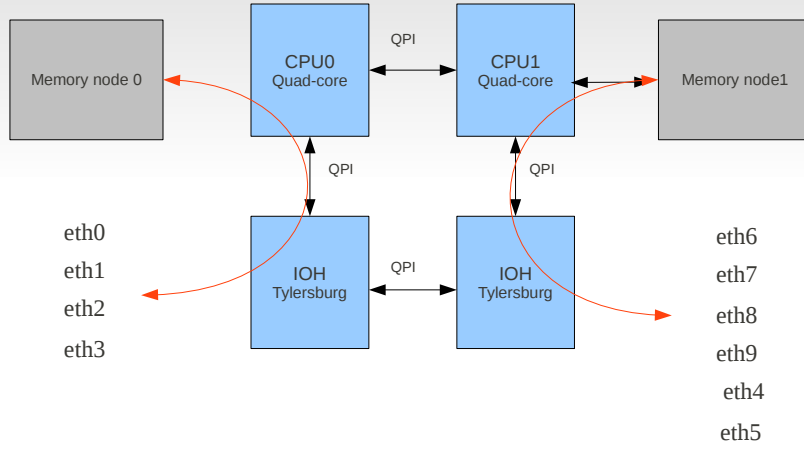 QPI
CPU0
Quad-core
CPU1
Quad-core
Memory node 0
Memory node1
QPI
QPI
eth0
eth1
eth2
eth3
IOH
Tylersburg
QPI
IOH
Tylersburg
eth6
eth7
eth8
eth9
eth4
eth5